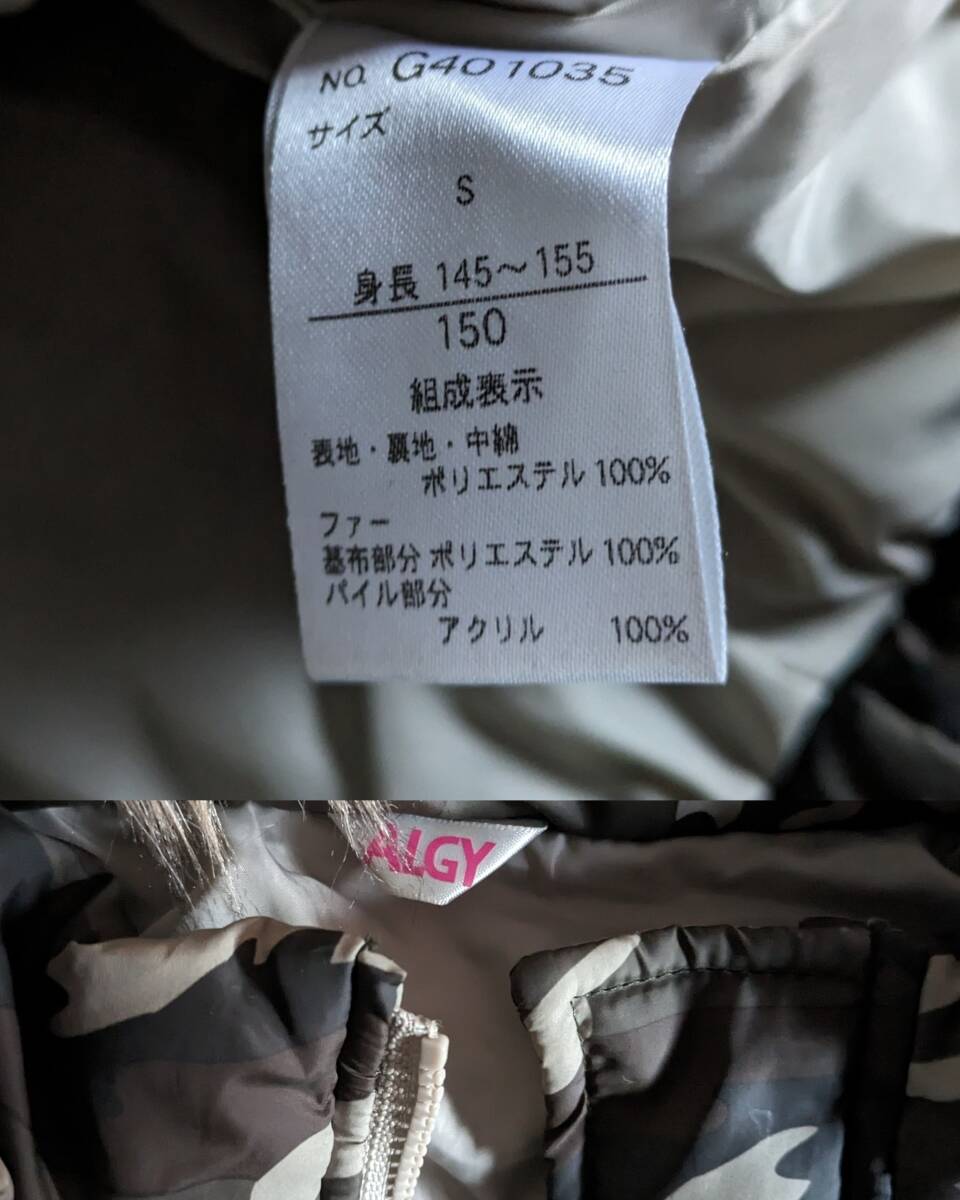 NO. G401035
サイズ
S
身長 145～155
150
組成表示
表地・裏地・中綿
ポリエステル 100%
ファー
基布部分 ポリエステル 100%
パイル部分
アクリル 100%
ALGY